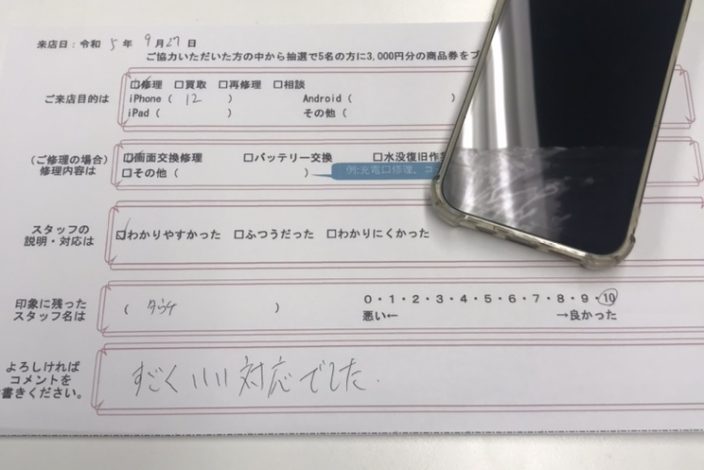 来店日：令和 5 年 9 月 27 日
ご協力いただいた方の中から抽選で5名の方に3,000円分の商品券をプ
ご来店目的は
☑修理 □買取 □再修理 □相談
iPhone（ 12 ） Android（ ）
iPad（ ） その他（ ）
（ご修理の場合）
修理内容は
☑画面交換修理 □バッテリー交換 □水没復旧作
□その他（ ）
例:充電口修理、コ
スタッフの
説明・対応は
☑わかりやすかった □ふつうだった □わかりにくかった
印象に残った
スタッフ名は
（ ）
0・1・2・3・4・5・6・7・8・9・10
悪い← →良かった
よろしければ
コメントを
書きください。
すごくいい対応でした.